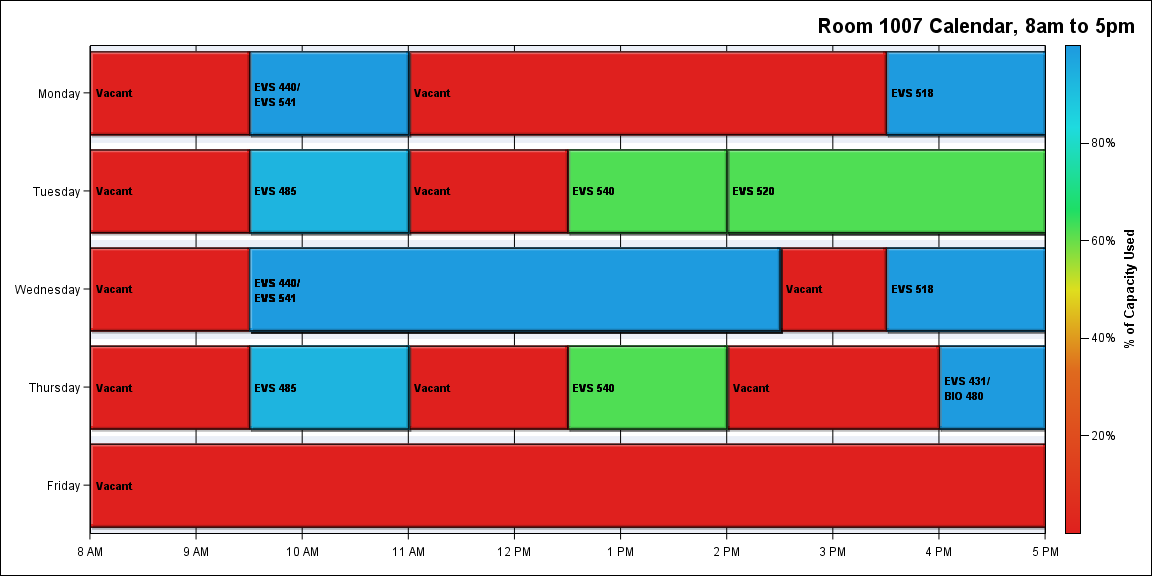 Room 1007 Calendar, 8am to 5pm
Monday
Vacant
EVS 440/
EVS 541
Vacant
EVS 518
Tuesday
Vacant
EVS 485
Vacant
EVS 540
EVS 520
Wednesday
Vacant
EVS 440/
EVS 541
Vacant
EVS 518
Thursday
Vacant
EVS 485
Vacant
EVS 540
Vacant
EVS 431/
BIO 480
Friday
Vacant
8 AM
9 AM
10 AM
11 AM
12 PM
1 PM
2 PM
3 PM
4 PM
5 PM
80%
60%
40%
20%
% of Capacity Used